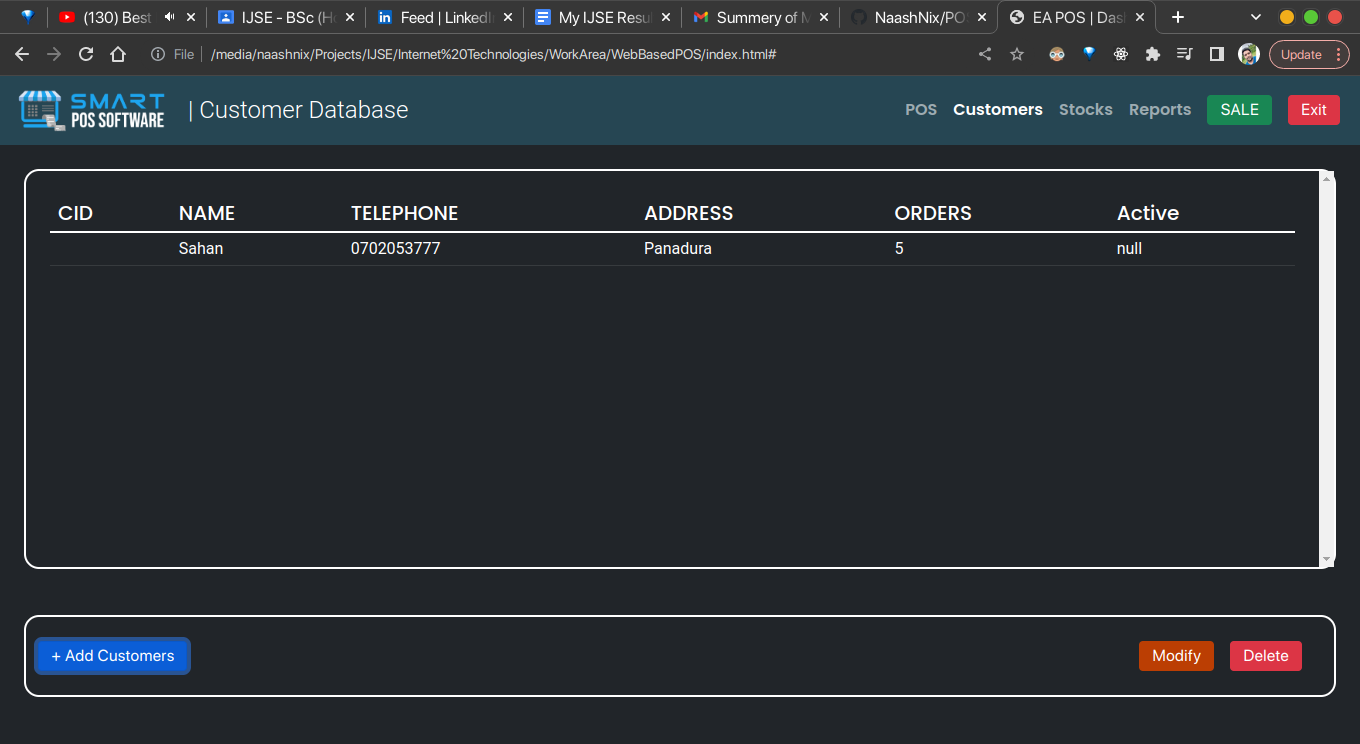 (130) Best
IJSE - BSc (H
Feed | LinkedI
My IJSE Resu
Summery of M
NaashNix/PO
EA POS | Das
File
/media/naashnix/Projects/IJSE/Internet%20Technologies/WorkArea/WebBasedPOS/index.html#
Update
SMART
POS SOFTWARE
| Customer Database
POS Customers Stocks Reports SALE Exit
CID NAME TELEPHONE ADDRESS ORDERS Active
Sahan 0702053777 Panadura 5 null
+ Add Customers
Modify Delete